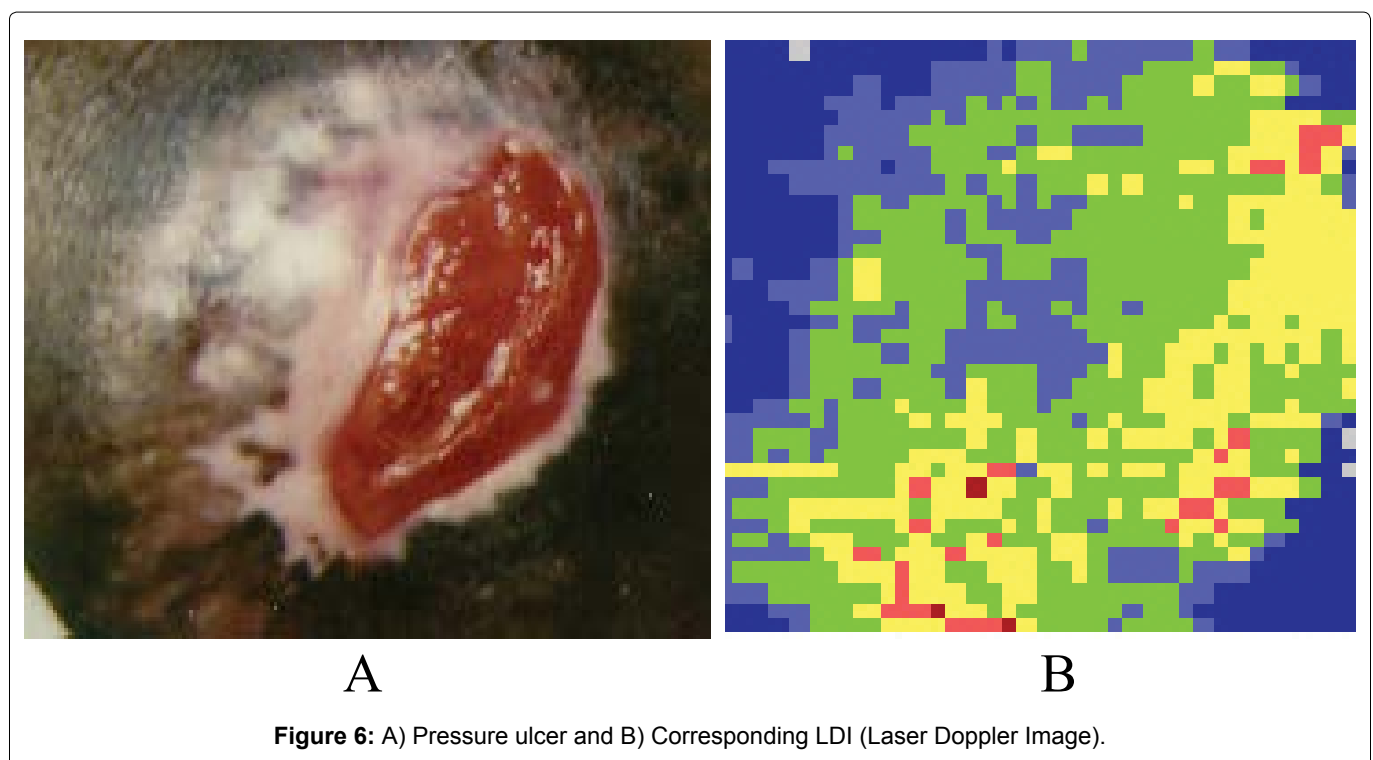 A
B
Figure 6: A) Pressure ulcer and B) Corresponding LDI (Laser Doppler Image).